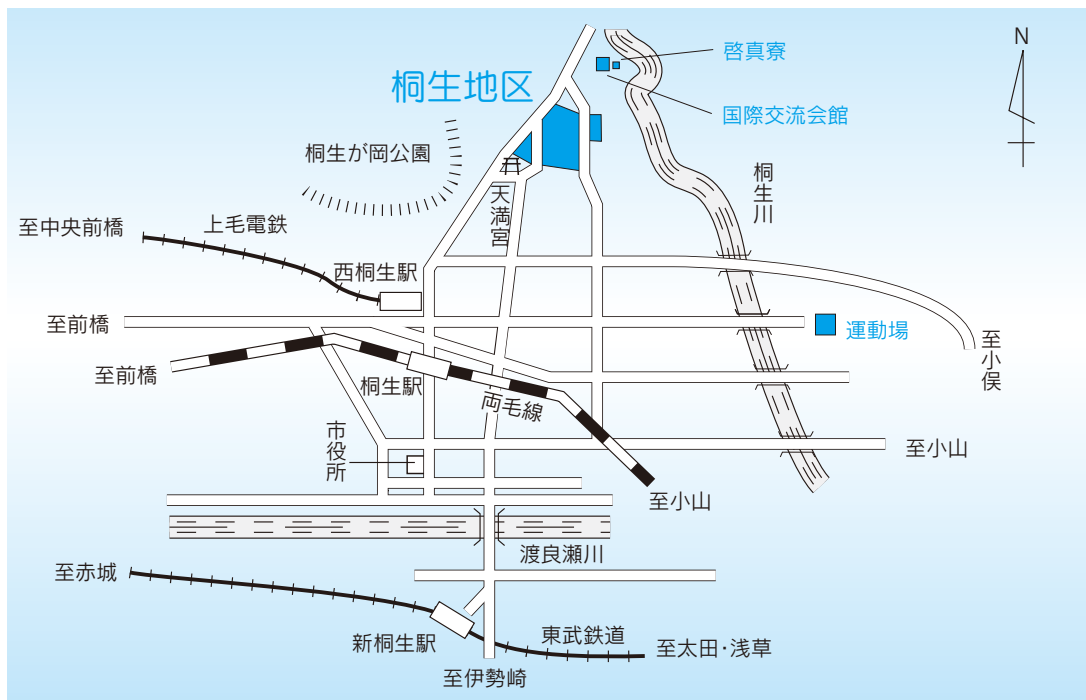 N
啓真寮
桐生地区
国際交流会館
桐生が岡公園
桐生川
天満宮
至中央前橋
上毛電鉄
西桐生駅
至前橋
運動場
至小俣
至前橋
桐生駅
両毛線
市役所
至小山
至小山
渡良瀬川
至赤城
新桐生駅
東武鉄道
至太田・浅草
至伊勢崎